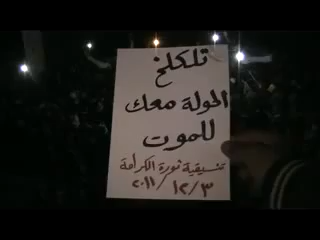 تلكلخ
الحولة معك
للموت
تنسيقية ثورة الكرامة
٢٠١١/١٢/٣